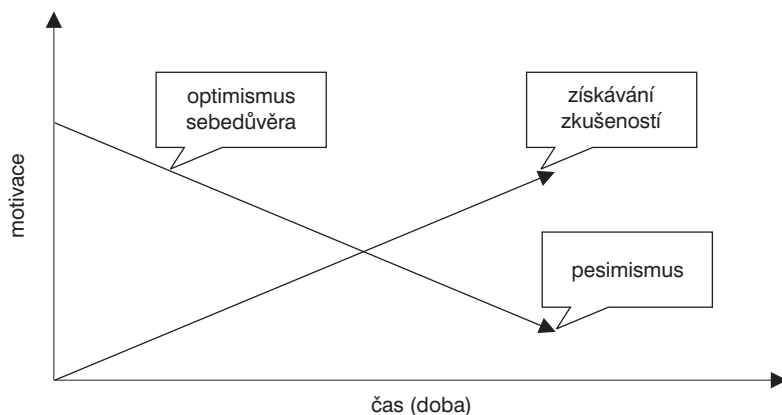 optimismus
sebedůvěra
získávání
zkušeností
motivace
pesimismus
čas (doba)